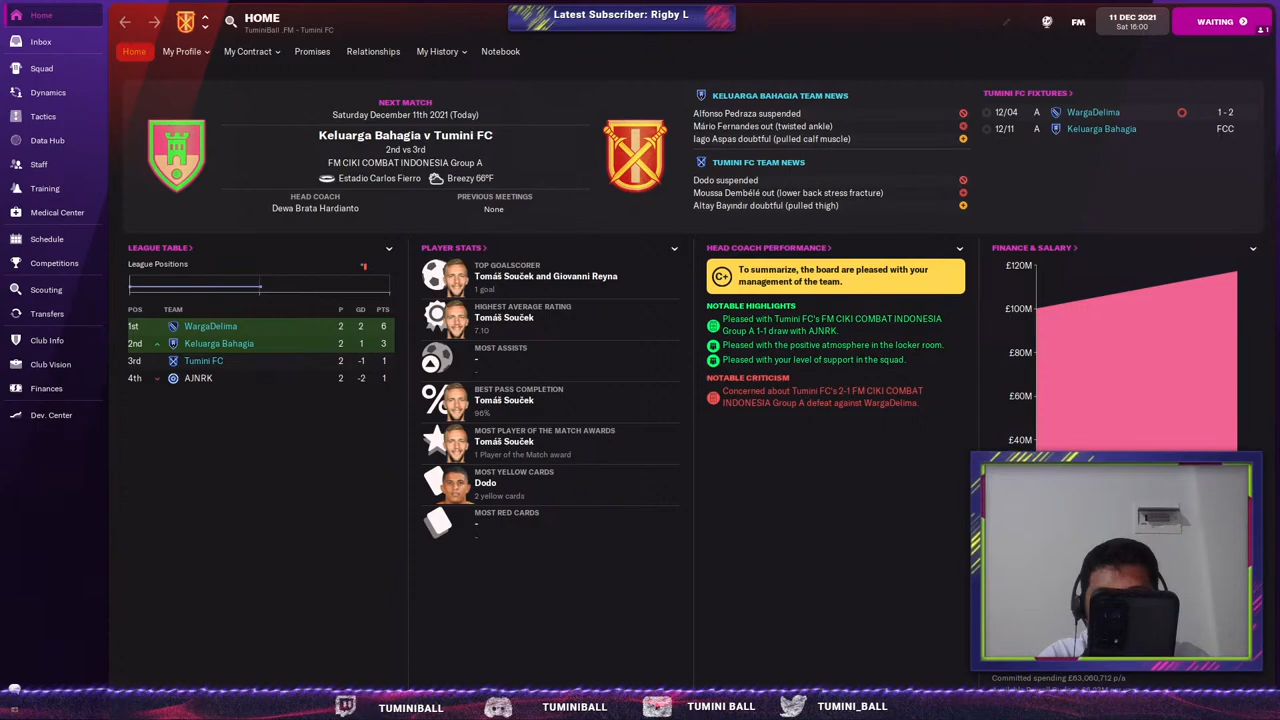 Home
Inbox
Squad
Dynamics
Tactics
Data Hub
Staff
Training
Medical Center
Schedule
Competitions
Scouting
Transfers
Club Info
Club Vision
Finances
Dev. Center
HOME
TuminiBall .FM - Tumini FC
Latest Subscriber: Rigby L
FM
11 DEC 2021
Sat 16:00
WAITING
1
Home
My Profile
My Contract
Promises
Relationships
My History
Notebook
NEXT MATCH
Saturday December 11th 2021 (Today)
Keluarga Bahagia v Tumini FC
2nd vs 3rd
FM CIKI COMBAT INDONESIA Group A
Estadio Carlos Fierro Breezy 66°F
HEAD COACH
Dewa Brata Hardianto
PREVIOUS MEETINGS
None
KELUARGA BAHAGIA TEAM NEWS
Alfonso Pedraza suspended
Mário Fernandes out (twisted ankle)
Iago Aspas doubtful (pulled calf muscle)
TUMINI FC TEAM NEWS
Dodo suspended
Moussa Dembélé out (lower back stress fracture)
Altay Bayındır doubtful (pulled thigh)
TUMINI FC FIXTURES >
12/04 A WargaDelima 1 - 2
12/11 A Keluarga Bahagia FCC
LEAGUE TABLE >
League Positions
POS TEAM P GD PTS
1st WargaDelima 2 2 6
2nd Keluarga Bahagia 2 1 3
3rd Tumini FC 2 -1 1
4th AJNRK 2 -2 1
PLAYER STATS >
TOP GOALSCORER
Tomáš Souček and Giovanni Reyna
1 goal
HIGHEST AVERAGE RATING
Tomáš Souček
7.10
MOST ASSISTS
-
-
BEST PASS COMPLETION
Tomáš Souček
96%
MOST PLAYER OF THE MATCH AWARDS
Tomáš Souček
1 Player of the Match award
MOST YELLOW CARDS
Dodo
2 yellow cards
MOST RED CARDS
-
-
HEAD COACH PERFORMANCE >
C+
To summarize, the board are pleased with your
management of the team.
NOTABLE HIGHLIGHTS
Pleased with Tumini FC's FM CIKI COMBAT INDONESIA
Group A 1-1 draw with AJNRK.
Pleased with the positive atmosphere in the locker room.
Pleased with your level of support in the squad.
NOTABLE CRITICISM
Concerned about Tumini FC's 2-1 FM CIKI COMBAT
INDONESIA Group A defeat against WargaDelima.
FINANCE & SALARY >
£120M
£100M
£80M
£60M
£40M
Committed spending £63,060,712 p/a
TUMINIBALL
TUMINIBALL
TUMINI BALL
TUMINI_BALL